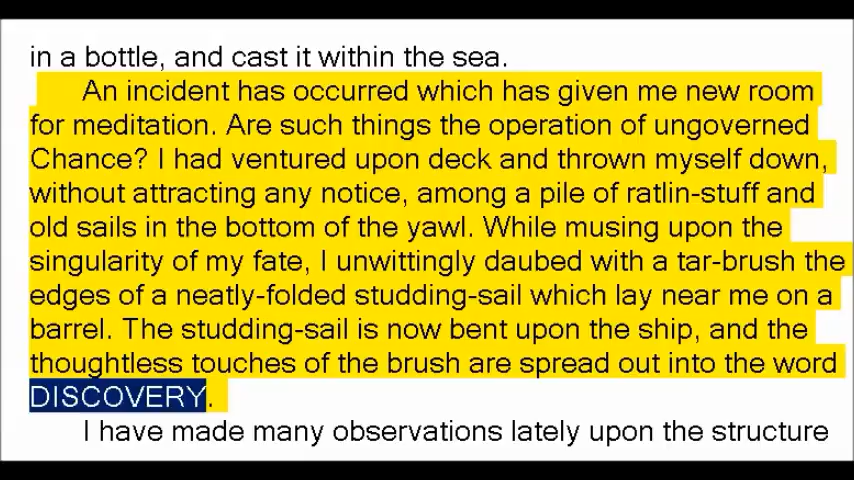 in a bottle, and cast it within the sea.
An incident has occurred which has given me new room
for meditation. Are such things the operation of ungoverned
Chance? I had ventured upon deck and thrown myself down,
without attracting any notice, among a pile of ratlin-stuff and
old sails in the bottom of the yawl. While musing upon the
singularity of my fate, I unwittingly daubed with a tar-brush the
edges of a neatly-folded studding-sail which lay near me on a
barrel. The studding-sail is now bent upon the ship, and the
thoughtless touches of the brush are spread out into the word
DISCOVERY.
I have made many observations lately upon the structure